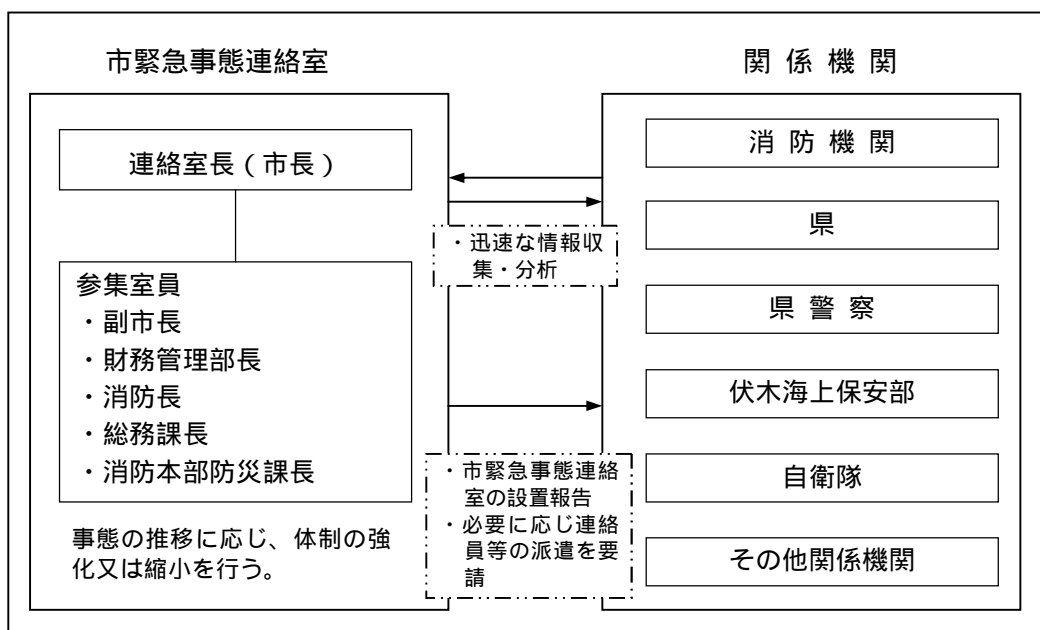 市緊急事態連絡室
連絡室長（市長）
参集室員
・副市長
・財務管理部長
・消防長
・総務課長
・消防本部防災課長
事態の推移に応じ、体制の強
化又は縮小を行う。
・迅速な情報収
集・分析
・市緊急事態連絡
室の設置報告
・必要に応じ連絡
員等の派遣を要
請
関 係 機 関
消 防 機 関
県
県 警 察
伏木海上保安部
自衛隊
その他関係機関